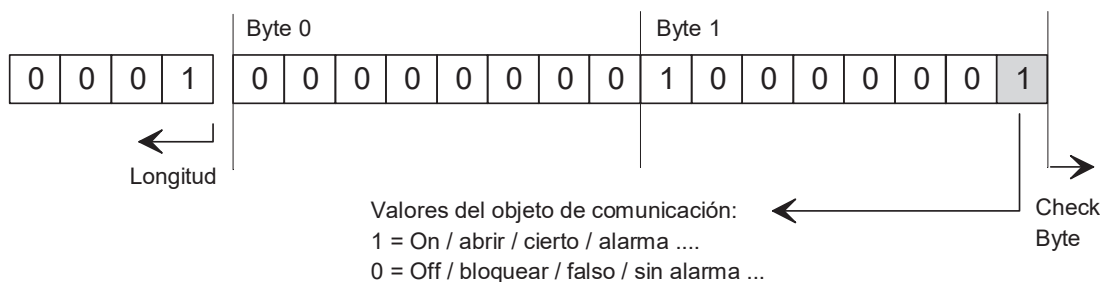 Byte 0 Byte 1
0 0 0 1 0 0 0 0 0 0 0 0 1 0 0 0 0 0 0 1
Longitud
Valores del objeto de comunicación:
1 = On / abrir / cierto / alarma ....
0 = Off / bloquear / falso / sin alarma ...
Check
Byte